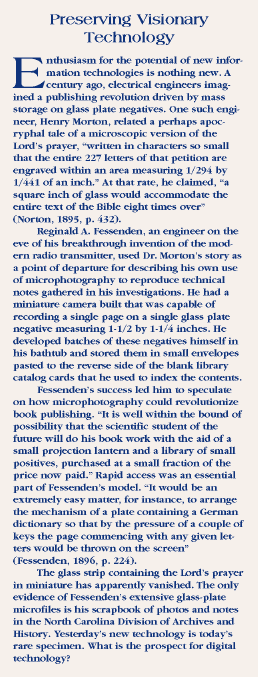 Preserving Visionary
Technology
Enthusiasm for the potential of new infor-
mation technologies is nothing new. A
century ago, electrical engineers imag-
ined a publishing revolution driven by mass
storage on glass plate negatives. One such engi-
neer, Henry Morton, related a perhaps apoc-
ryphal tale of a microscopic version of the
Lord's prayer, "written in characters so small
that the entire 227 letters of that petition are
engraved within an area measuring 1/294 by
1/441 of an inch." At that rate, he claimed, "a
square inch of glass would accommodate the
entire text of the Bible eight times over"
(Norton, 1895, p. 432).
Reginald A. Fessenden, an engineer on the
eve of his breakthrough invention of the mod-
ern radio transmitter, used Dr. Morton's story as
a point of departure for describing his own use
of microphotography to reproduce technical
notes gathered in his investigations. He had a
miniature camera built that was capable of
recording a single page on a single glass plate
negative measuring 1-1/2 by 1-1/4 inches. He
developed batches of these negatives himself in
his bathtub and stored them in small envelopes
pasted to the reverse side of the blank library
catalog cards that he used to index the contents.
Fessenden's success led him to speculate
on how microphotography could revolutionize
book publishing. "It is well within the bound of
possibility that the scientific student of the
future will do his book work with the aid of a
small projection lantern and a library of small
positives, purchased at a small fraction of the
price now paid." Rapid access was an essential
part of Fessenden's model. "It would be an
extremely easy matter, for instance, to arrange
the mechanism of a plate containing a German
dictionary so that by the pressure of a couple of
keys the page commencing with any given let-
ters would be thrown on the screen"
(Fessenden, 1896, p. 224).
The glass strip containing the Lord's prayer
in miniature has apparently vanished. The only
evidence of Fessenden's extensive glass-plate
microfiles is his scrapbook of photos and notes
in the North Carolina Division of Archives and
History. Yesterday's new technology is today's
rare specimen. What is the prospect for digital
technology?